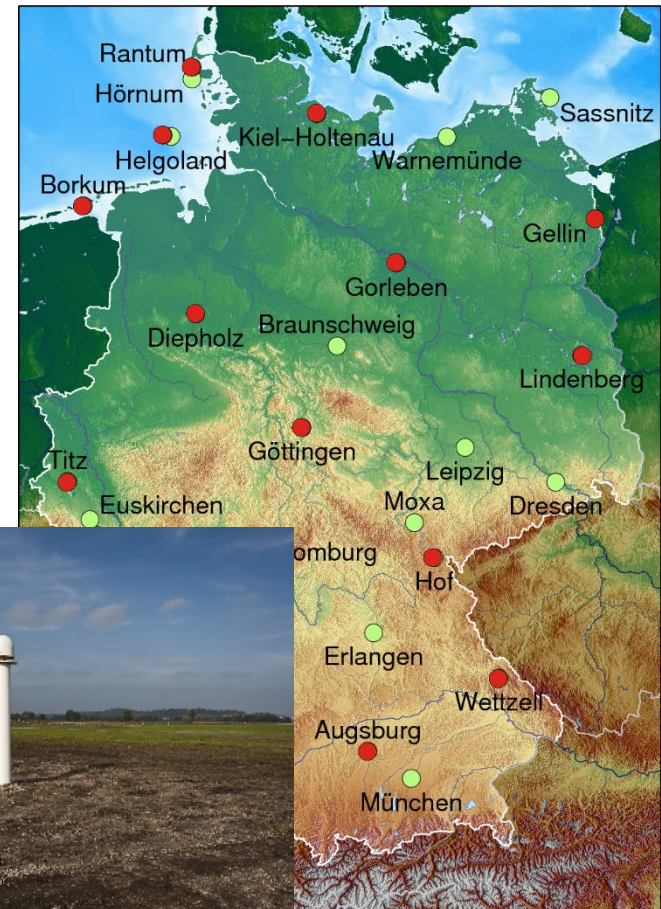 Rantum
Hörnum
Sassnitz
Kiel-Holtenau
Helgoland
Warnemünde
Borkum
Gellin
Gorleben
Braunschweig
Diepholz
Lindenberg
Göttingen
Leipzig
Titz
Moxa
Dresden
Euskirchen
omburg
Hof
Erlangen
Wettzell
Augsburg
München